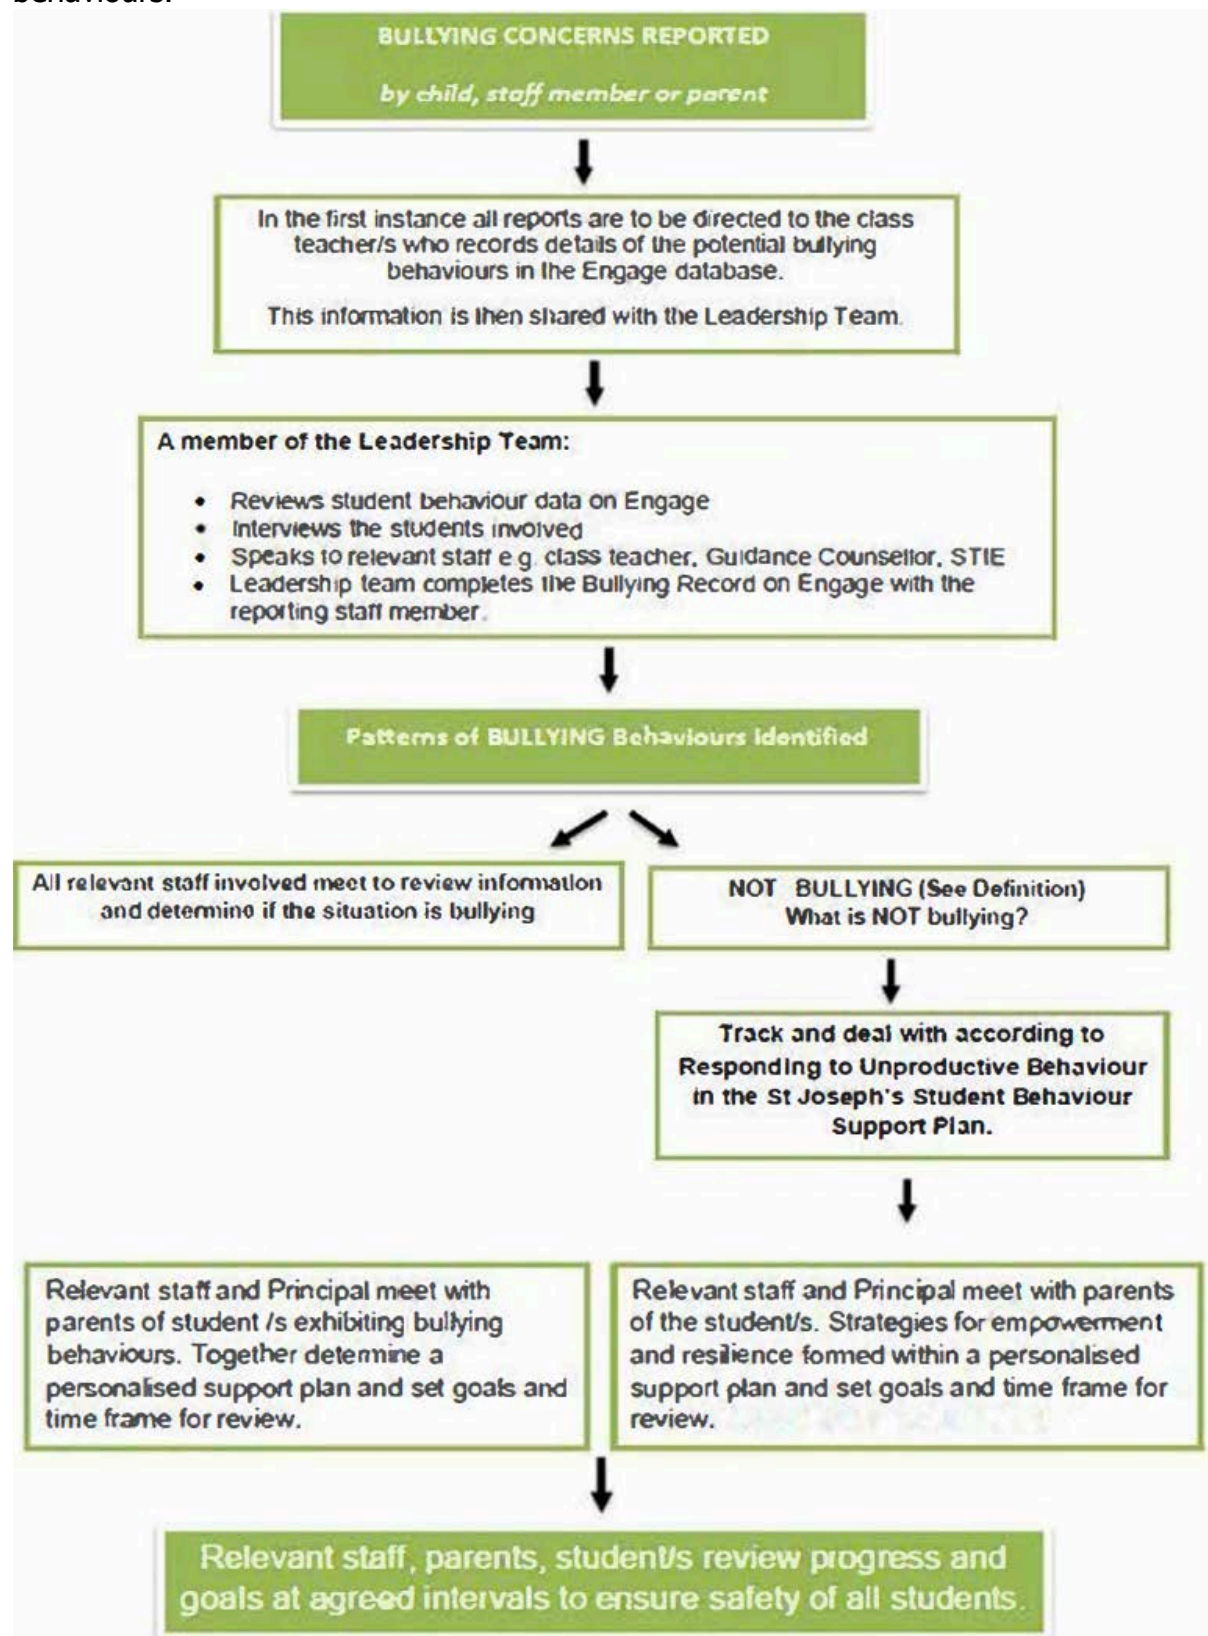 behaviours.
BULLYING CONCERNS REPORTED
by child, staff member or parent
In the first instance all reports are to be directed to the class
teacher/s who records details of the potential bullying
behaviours in the Engage database.
This information is then shared with the Leadership Team.
A member of the Leadership Team:
• Reviews student behaviour data on Engage
• Interviews the students involved
• Speaks to relevant staff e.g. class teacher, Guidance Counsellor, STIE
• Leadership team completes the Bullying Record on Engage with the
reporting staff member.
Patterns of BULLYING Behaviours Identified
All relevant staff involved meet to review information
and determine if the situation is bullying
NOT BULLYING (See Definition)
What is NOT bullying?
Track and deal with according to
Responding to Unproductive Behaviour
in the St Joseph's Student Behaviour
Support Plan.
Relevant staff and Principal meet with
parents of student /s exhibiting bullying
behaviours. Together determine a
personalised support plan and set goals and
time frame for review.
Relevant staff and Principal meet with parents
of the student/s. Strategies for empowerment
and resilience formed within a personalised
support plan and set goals and time frame for
review.
Relevant staff, parents, student/s review progress and
goals at agreed intervals to ensure safety of all students.